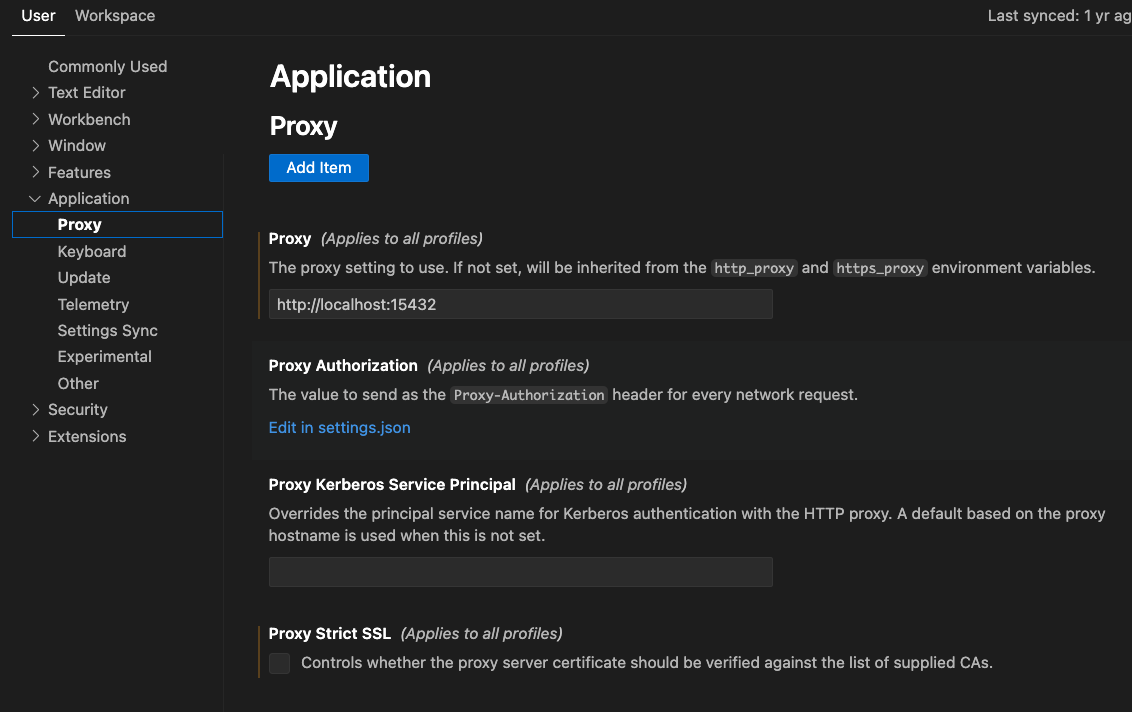 User Workspace Last synced: 1 yr ag
Commonly Used
Text Editor
Workbench
Window
Features
Application
Proxy
Keyboard
Update
Telemetry
Settings Sync
Experimental
Other
Security
Extensions
Application
Proxy
Add Item
Proxy (Applies to all profiles)
The proxy setting to use. If not set, will be inherited from the http_proxy and https_proxy environment variables.
http://localhost:15432
Proxy Authorization (Applies to all profiles)
The value to send as the Proxy-Authorization header for every network request.
Edit in settings.json
Proxy Kerberos Service Principal (Applies to all profiles)
Overrides the principal service name for Kerberos authentication with the HTTP proxy. A default based on the proxy
hostname is used when this is not set.
Proxy Strict SSL (Applies to all profiles)
Controls whether the proxy server certificate should be verified against the list of supplied CAs.